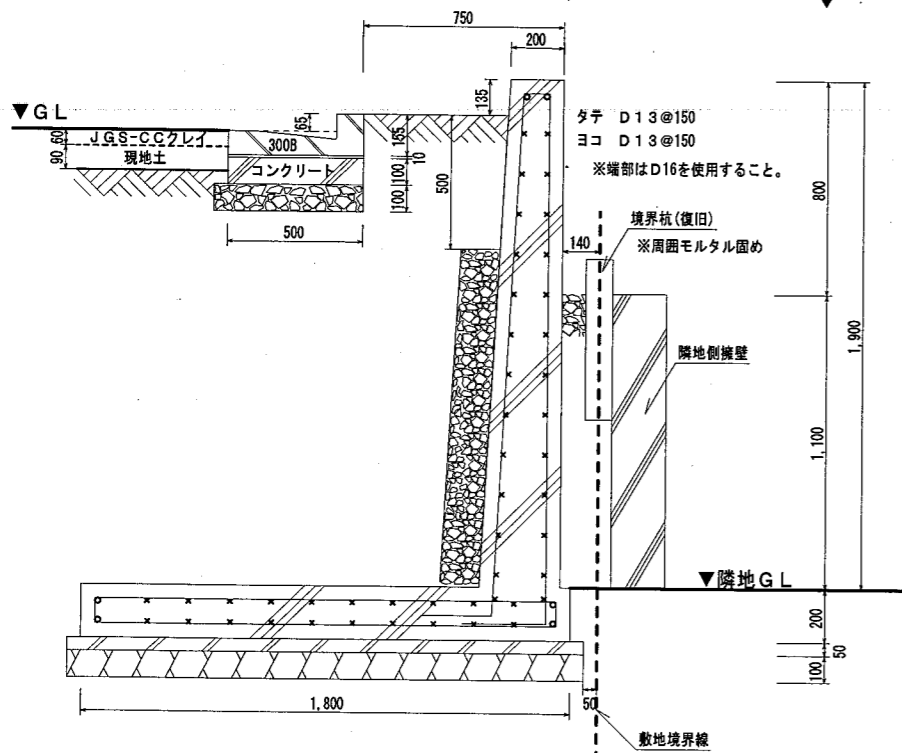 750
200
135
▼GL
65
60
JGS-CCクレイ
90
現地土
300B
165
10
コンクリート
100
100
500
500
タテ D13@150
ヨコ D13@150
※端部はD16を使用すること。
境界杭(復旧)
※周囲モルタル固め
140
隣地側擁壁
800
1,900
1,100
▼隣地GL
200
50
100
1,800
50
敷地境界線